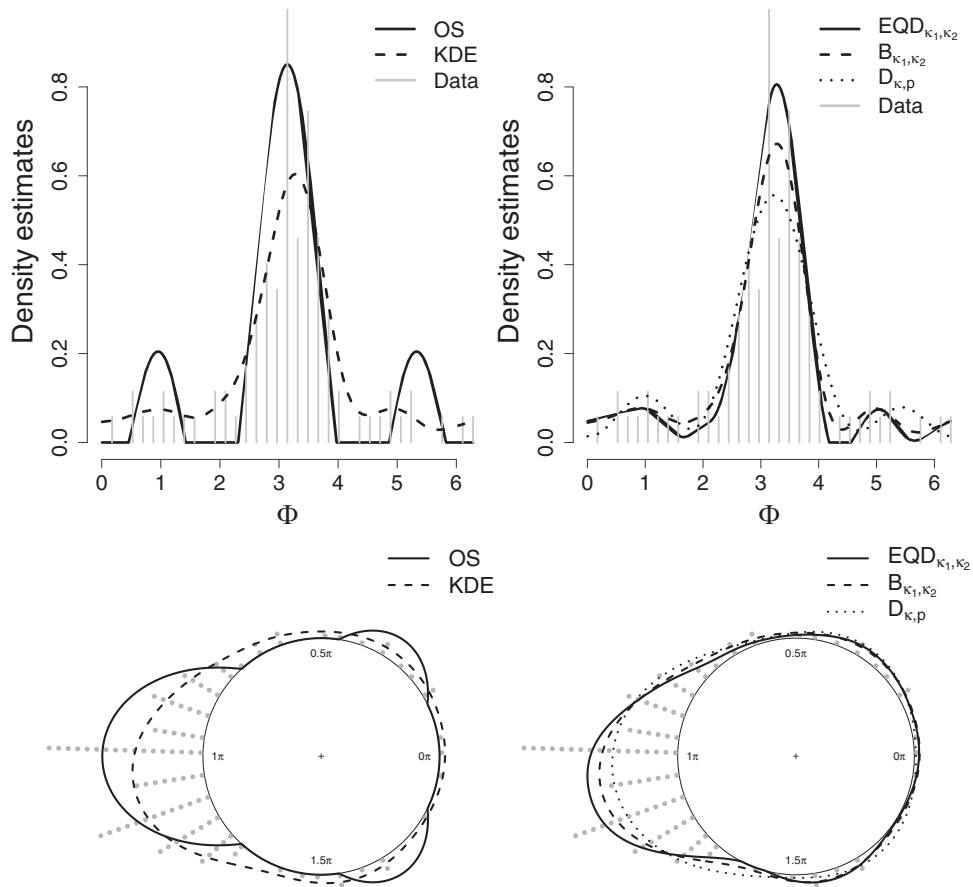 OS
KDE
Data
Density estimates
0.8
0.6
0.4
0.2
0.0
0 1 2 3 4 5 6
Φ
EQDκ₁,κ₂
Bκ₁,κ₂
Dκ,p
Data
Density estimates
0.8
0.6
0.4
0.2
0.0
0 1 2 3 4 5 6
Φ
OS
KDE
0.5π
1π + 0π
1.5π
EQDκ₁,κ₂
Bκ₁,κ₂
Dκ,p
0.5π
1π + 0π
1.5π